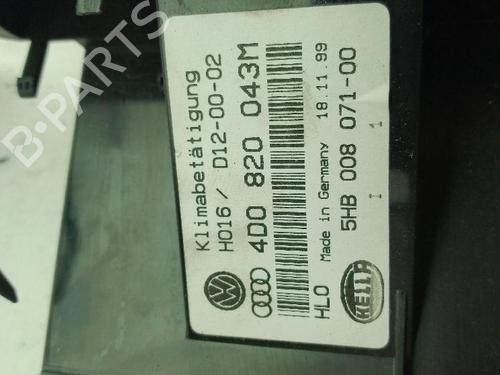 Klimabetätigung
H016/ D12-00-02
4D0 820 043M
HLO Made in Germany 18.11.99
5HB 008 071-00
I 1
HELLA
B-PARTS